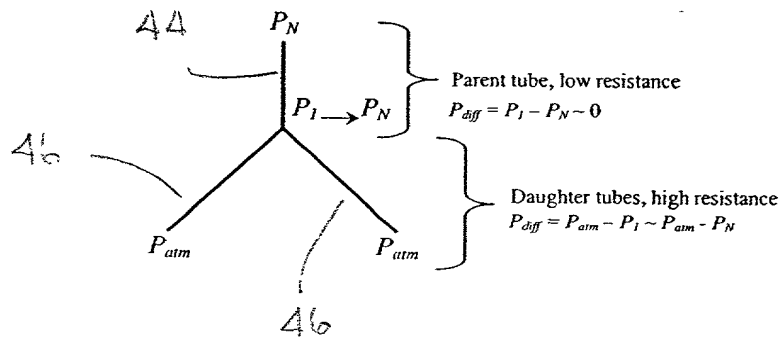 44
P_N
Parent tube, low resistance
P_1 → P_N
P_diff = P_1 – P_N ~ 0
46
Daughter tubes, high resistance
P_diff = P_atm – P_1 ~ P_atm - P_N
P_atm
P_atm
46